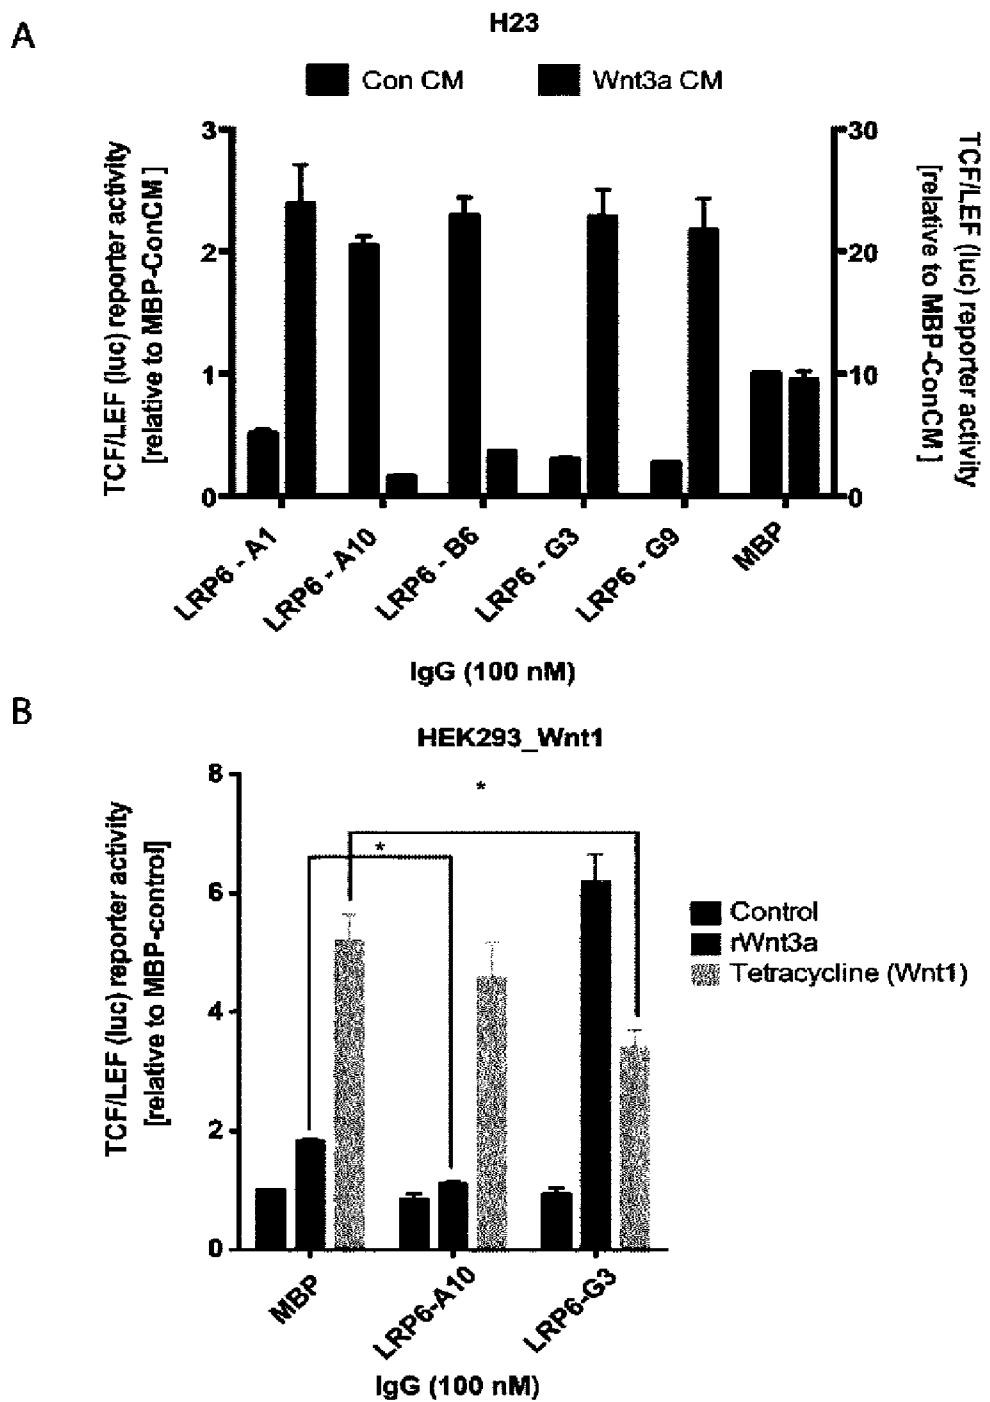 A
H23
Con CM
Wnt3a CM
TCF/LEF (luc) reporter activity
[relative to MBP-ConCM]
3
2
1
0
30
20
10
0
TCF/LEF (luc) reporter activity
[relative to MBP-ConCM]
LRP6 - A1
LRP6 - A10
LRP6 - B6
LRP6 - G3
LRP6 - G9
MBP
IgG (100 nM)
B
HEK293_Wnt1
TCF/LEF (luc) reporter activity
[relative to MBP-control]
8
6
4
2
0
*
*
Control
rWnt3a
Tetracycline (Wnt1)
MBP
LRP6-A10
LRP6-G3
IgG (100 nM)